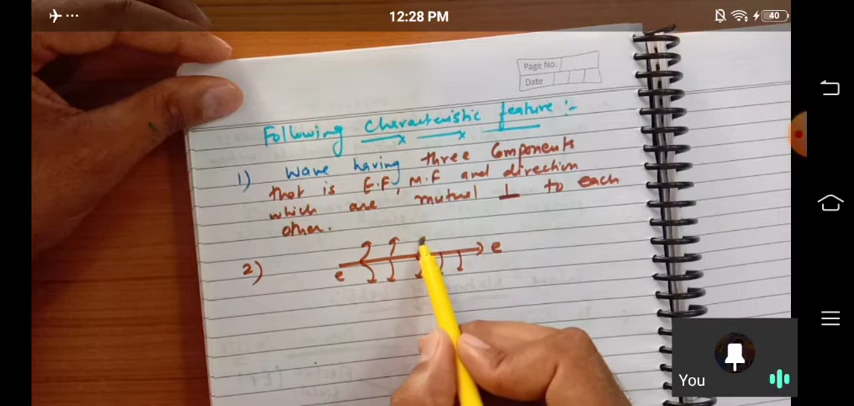 12:28 PM
40
Page No.
Date
Following characteristic feature :-
1) Wave having three components
that is E.F, M.F and direction
which are mutual ⊥ to each
other.
2)
e
e
You